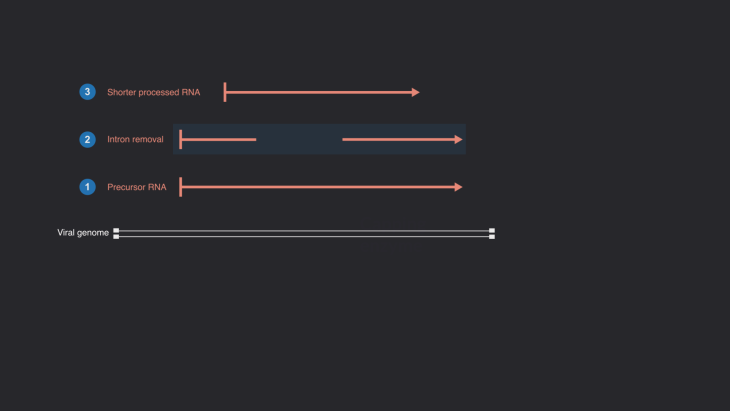 3 Shorter processed RNA
2 Intron removal
1 Precursor RNA
Viral genome